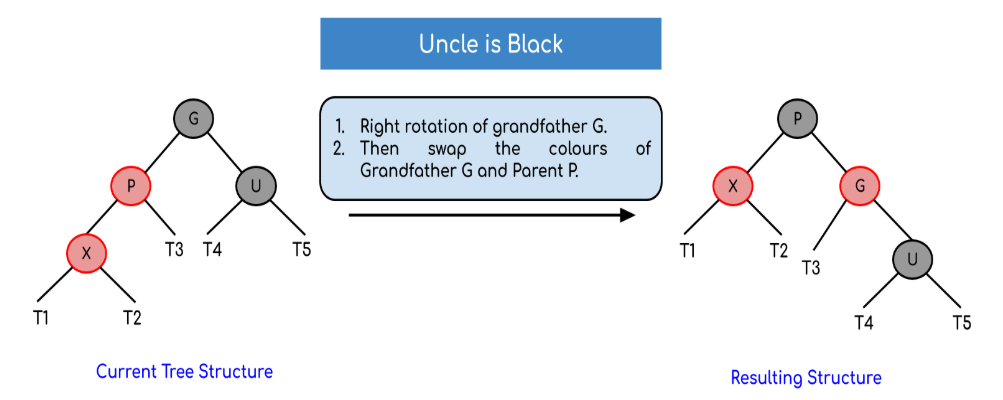 Uncle is Black
G
P
U
X
T3
T4
T5
T1
T2
Current Tree Structure
1. Right rotation of grandfather G.
2. Then swap the colours of
Grandfather G and Parent P.
P
X
G
T1
T2
T3
U
T4
T5
Resulting Structure